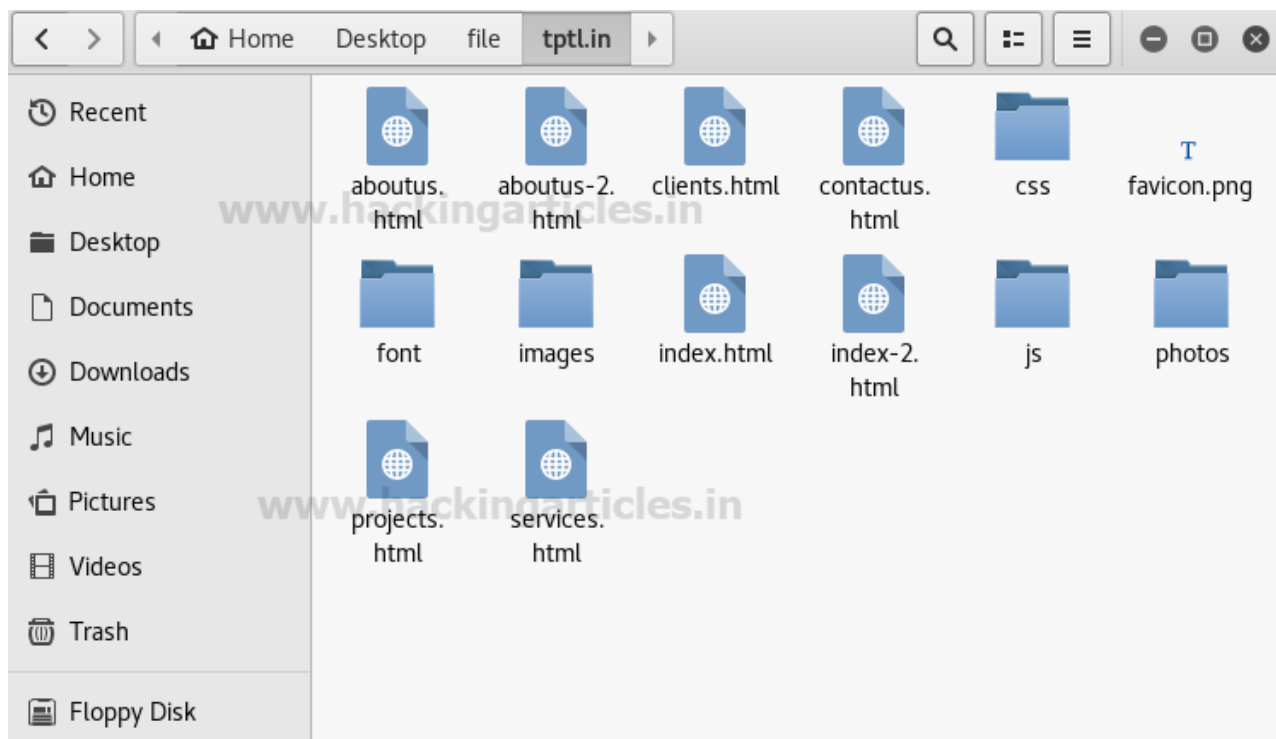 Home Desktop file tptl.in
Recent
Home
Desktop
Documents
Downloads
Music
Pictures
Videos
Trash
Floppy Disk
aboutus.
html
aboutus-2.
html
clients.html
contactus.
html
css
favicon.png
T
font
images
index.html
index-2.
html
js
photos
projects.
html
services.
html
www.hackingarticles.in
www.hackingarticles.in